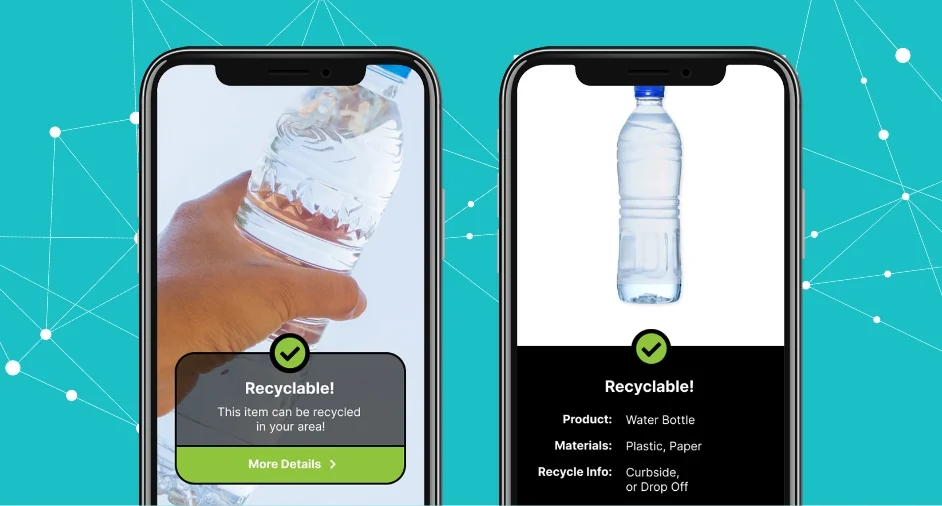 Recyclable!
This item can be recycled
in your area!
More Details
Recyclable!
Product: Water Bottle
Materials: Plastic, Paper
Recycle Info: Curbside,
or Drop Off